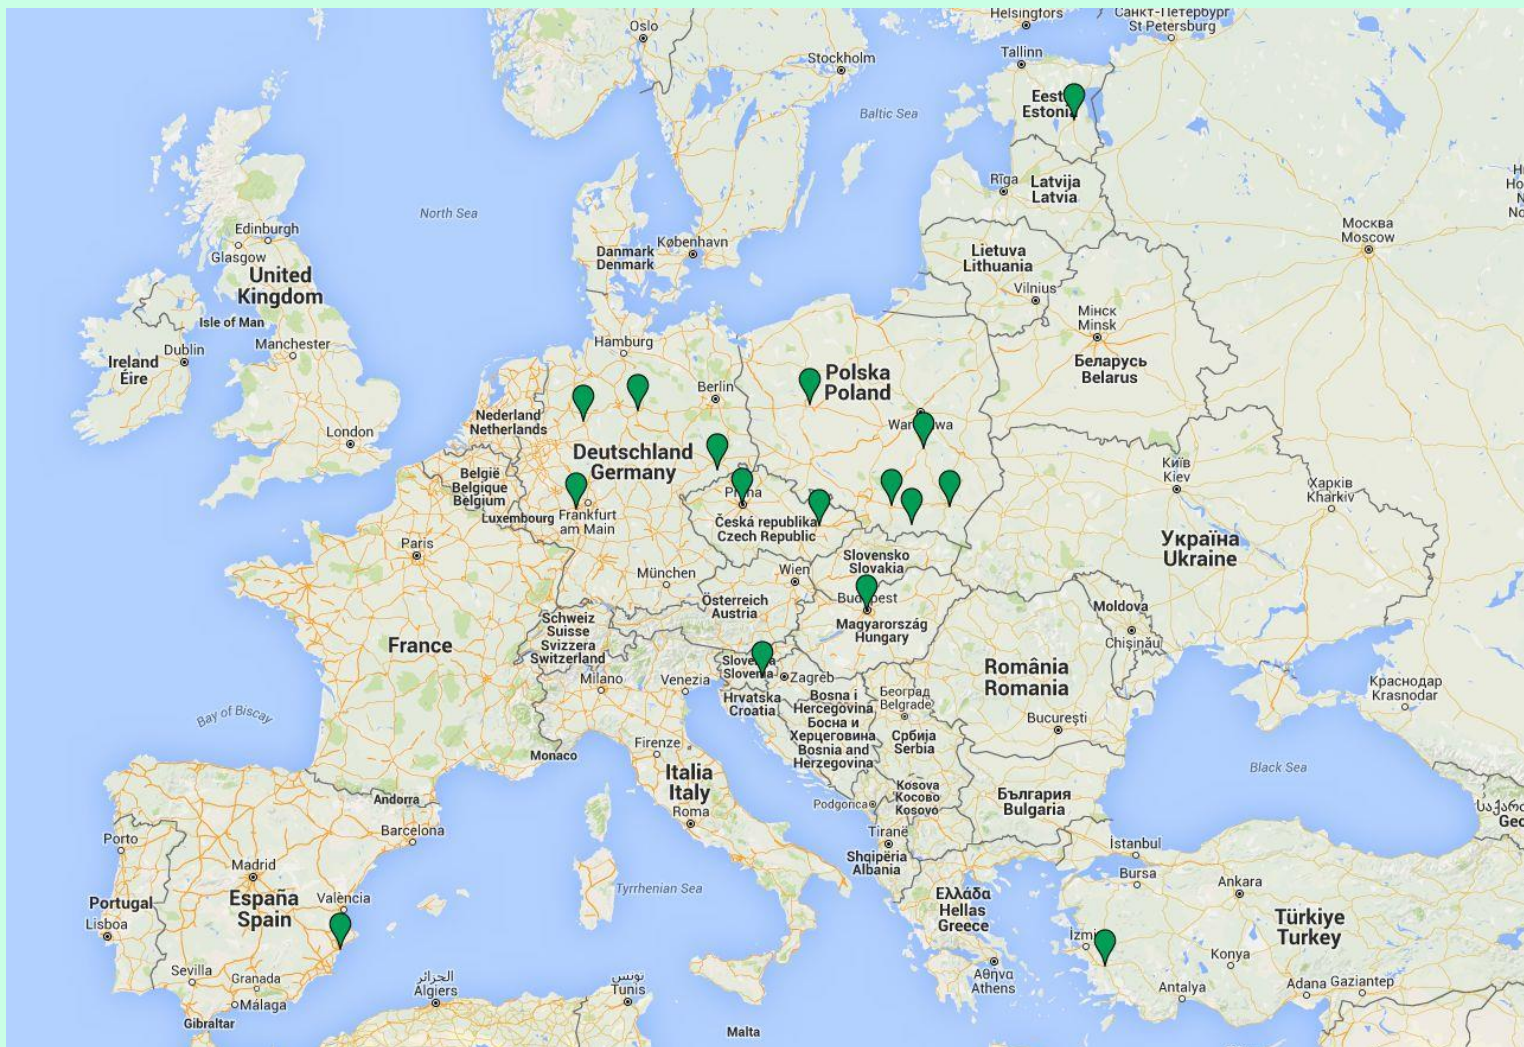 Helsingfors
Санкт-Петербург
St Petersburg
Oslo
Stockholm
Tallinn
Eesti
Estonia
Baltic Sea
Rīga
Latvija
Latvia
North Sea
Edinburgh
Glasgow
United
Kingdom
København
Danmark
Denmark
Lietuva
Lithuania
Vilnius
Москва
Moscow
Isle of Man
Мінск
Minsk
Беларусь
Belarus
Dublin
Ireland
Éire
Manchester
Hamburg
Berlin
Polska
Poland
Nederland
Netherlands
London
Deutschland
Germany
België
Belgique
Belgium
Luxembourg
Frankfurt
am Main
Česká republika
Czech Republic
Київ
Kiev
Харків
Kharkiv
Україна
Ukraine
Paris
München
Wien
Slovensko
Slovakia
Österreich
Austria
Magyarország
Hungary
Moldova
Chișinău
France
Schweiz
Suisse
Svizzera
Switzerland
Slovenia
Zagreb
Milano
Venezia
Hrvatska
Croatia
Bosna i
Hercegovina
Босна и
Херцеговина
Bosnia and
Herzegovina
Београд
Belgrade
Србија
Serbia
România
Romania
București
Краснодар
Krasnodar
Bay of Biscay
Monaco
Firenze
Italia
Italy
Roma
Kosova
Косово
Kosovo
Podgorica
България
Bulgaria
Black Sea
Andorra
Barcelona
Porto
Madrid
Tiranë
Shqipëria
Albania
İstanbul
Bursa
Ankara
Portugal
Lisboa
España
Spain
València
Tyrrhenian Sea
Ελλάδα
Hellas
Greece
Türkiye
Turkey
Konya
Αθήνα
Athens
Sevilla
Granada
Málaga
Gibraltar
الجزائر
Algiers
تونس
Tunis
Malta
Antalya
Adana
Gaziantep